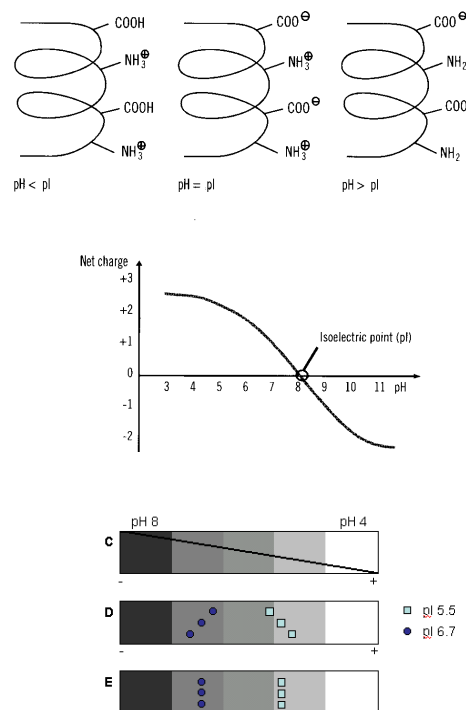 COOH COO⊖ COO⊖
NH3⊕ NH3⊕ NH2
COOH COO⊖ COO
NH3⊕ NH3⊕ NH2
pH < pI pH = pI pH > pI
Net charge
+3
+2
+1
0
-1
-2
Isoelectric point (pI)
3 4 5 6 7 8 9 10 11 pH
pH 8 pH 4
C
- +
D
pI 5.5
pI 6.7
- +
E